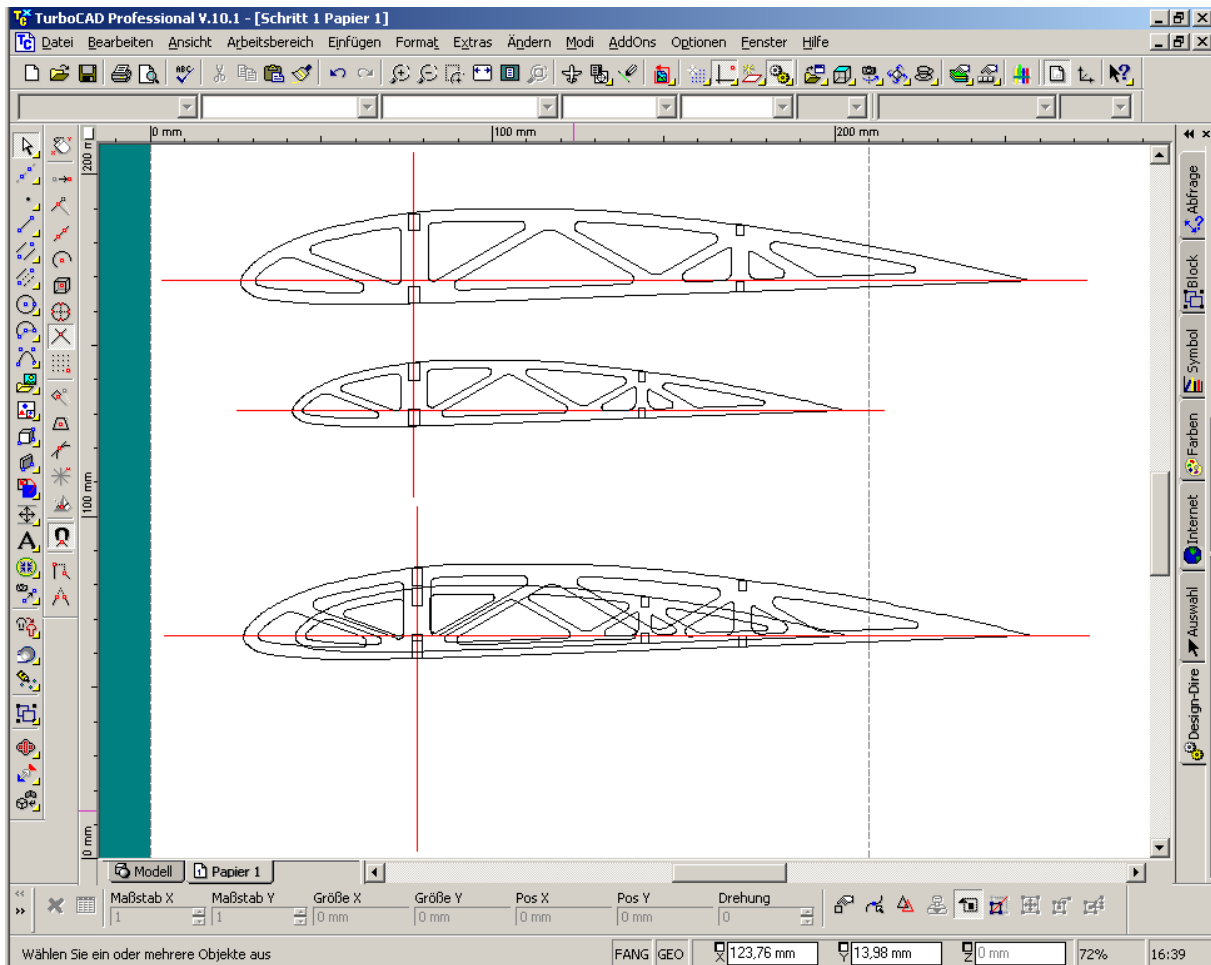 TurboCAD Professional V.10.1 - [Schritt 1 Papier 1]
Datei Bearbeiten Ansicht Arbeitsbereich Einfügen Format Extras Ändern Modi AddOns Optionen Fenster Hilfe
0 mm 100 mm 200 mm
Abfrage
Block
Symbol
Farben
Internet
Auswahl
Design-Dire
200 m
100 mm
0 mm
Modell Papier 1
Maßstab X Maßstab Y Größe X Größe Y Pos X Pos Y Drehung
1 1 0 mm 0 mm 0 mm 0 mm 0
Wählen Sie ein oder mehrere Objekte aus FANG GEO X 123,76 mm Y 13,98 mm Z 0 mm 72% 16:39